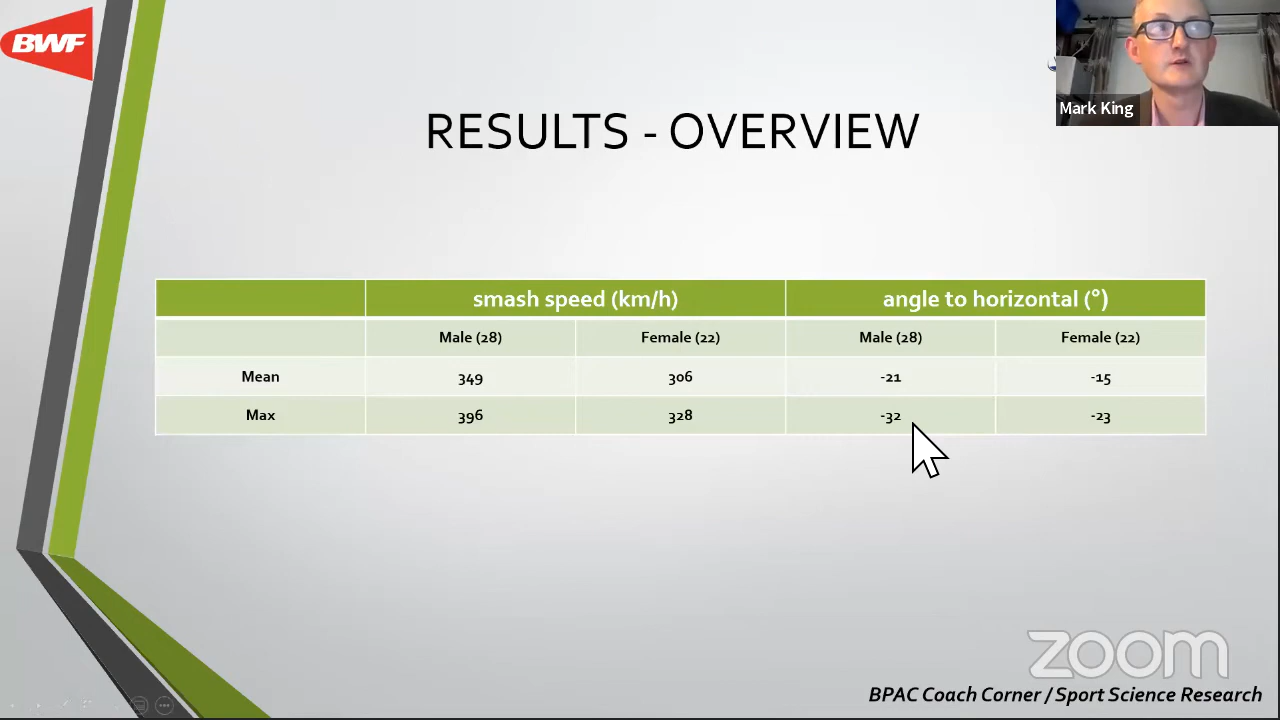 BWF
Mark King
RESULTS - OVERVIEW
smash speed (km/h) angle to horizontal (°)
Male (28) Female (22) Male (28) Female (22)
Mean 349 306 -21 -15
Max 396 328 -32 -23
zoom
BPAC Coach Corner / Sport Science Research